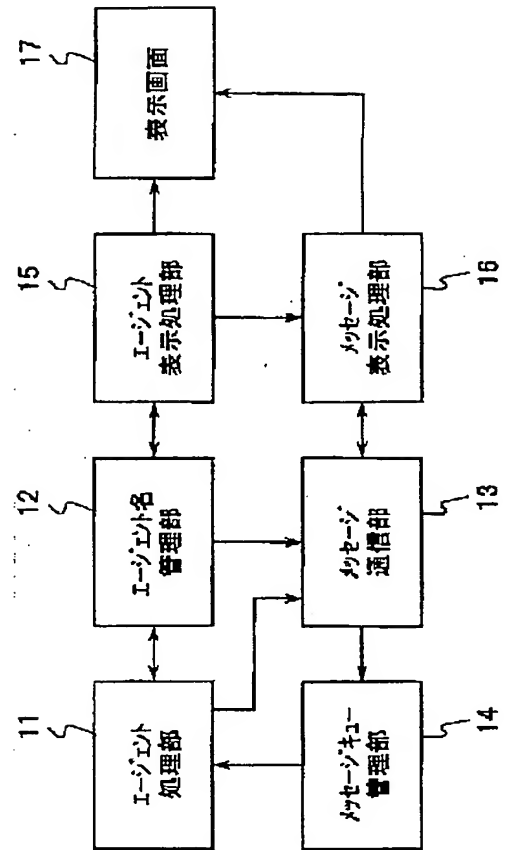 11
エージェント
処理部
12
エージェント名
管理部
15
エージェント
表示処理部
17
表示画面
14
メッセージキュー
管理部
13
メッセージ
通信部
16
メッセージ
表示処理部